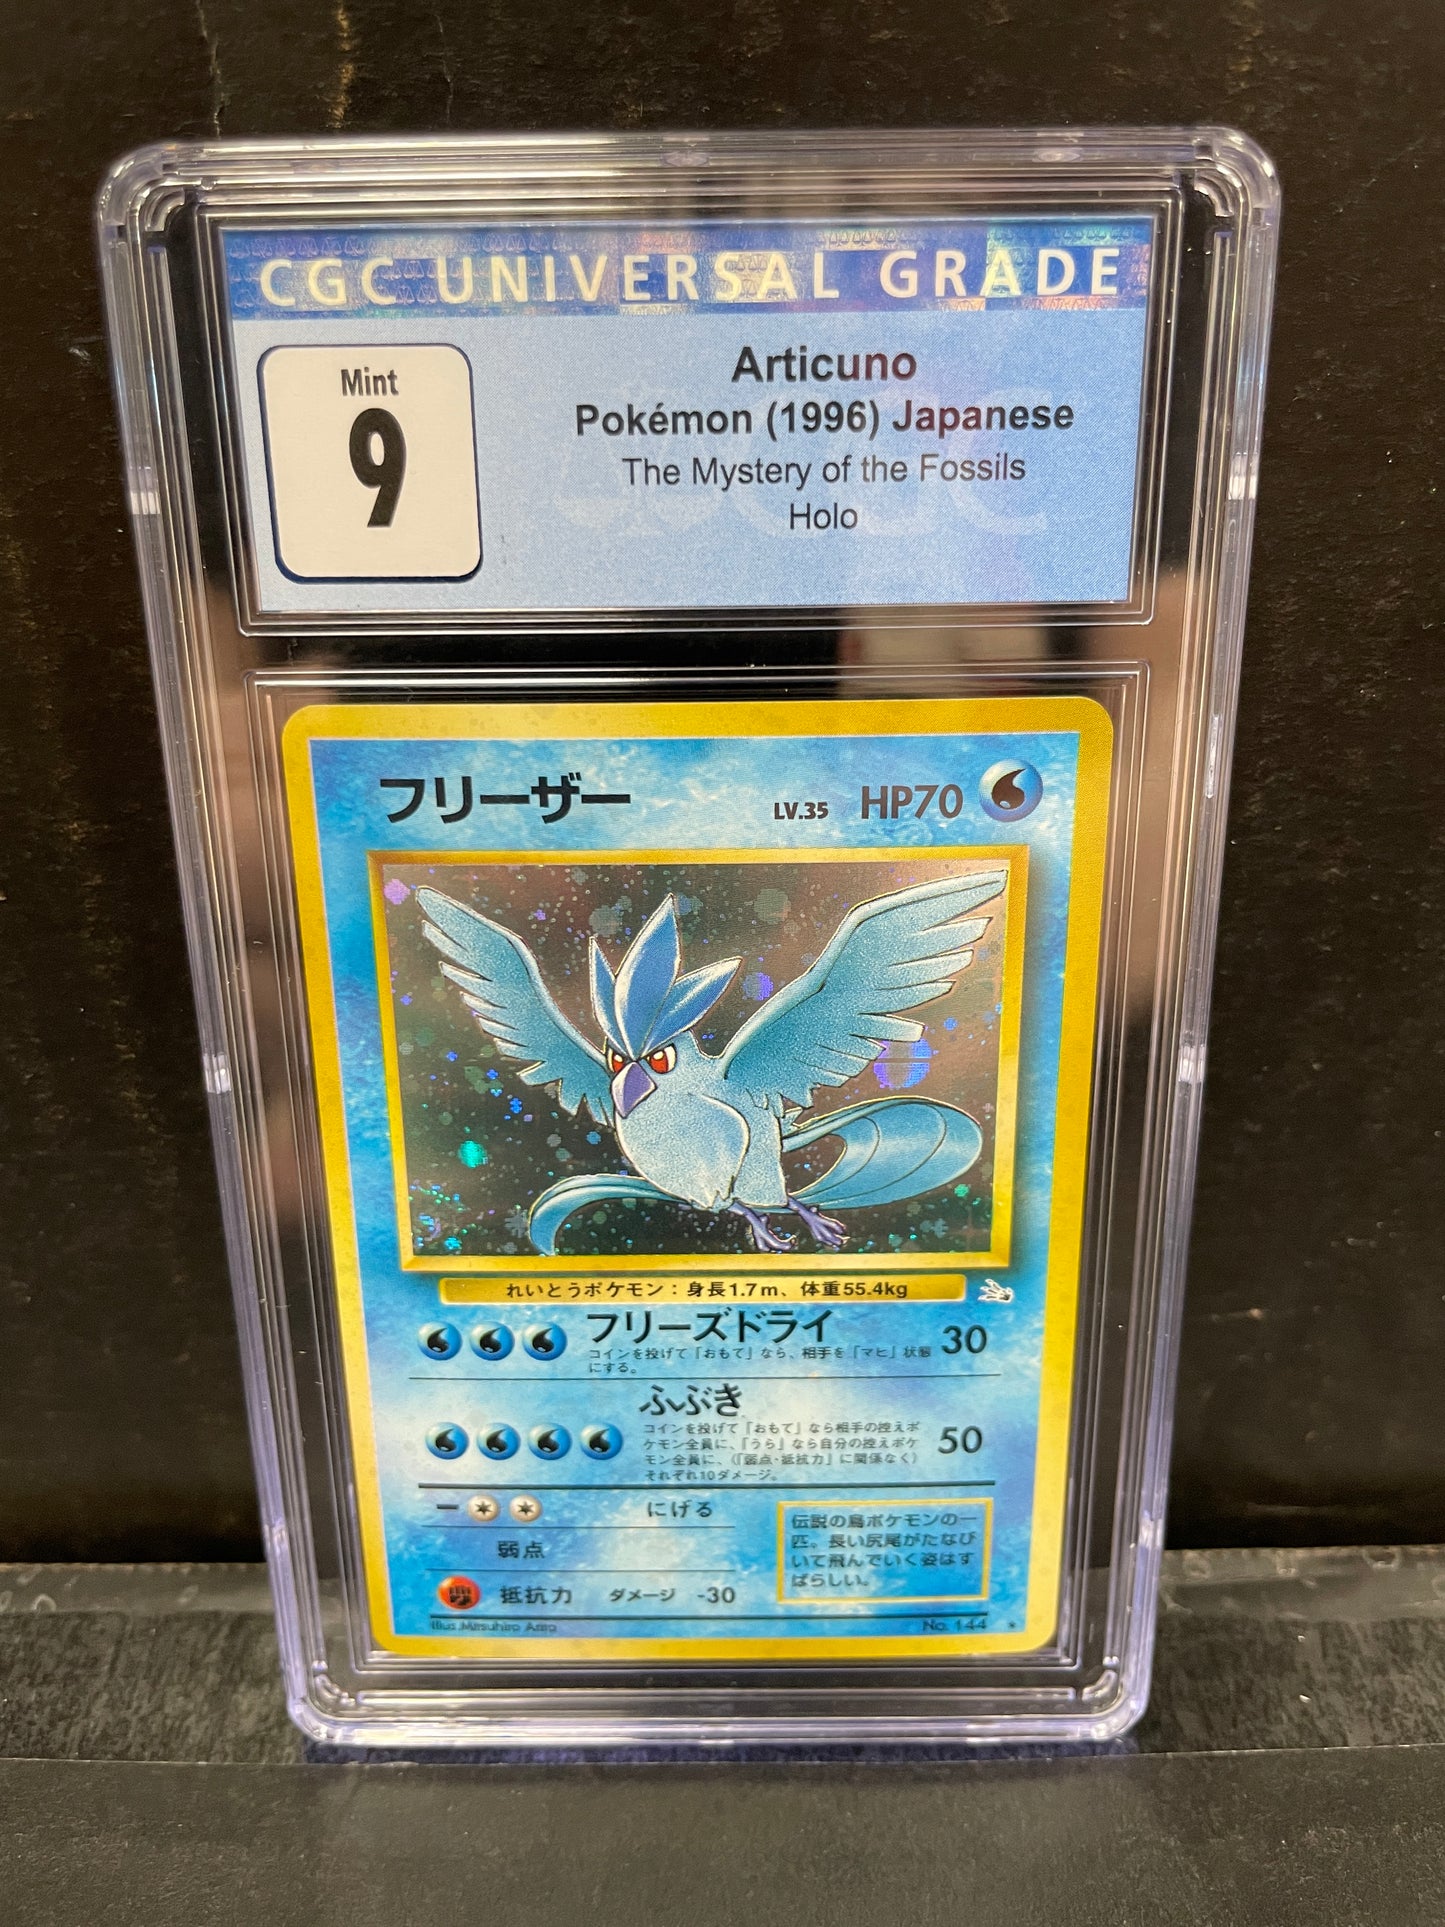 CGC UNIVERSAL GRADE
Mint
9
Articuno
Pokémon (1996) Japanese
The Mystery of the Fossils
Holo
フリーザー LV.35 HP70
れいとうポケモン：身長1.7m、体重55.4kg
フリーズドライ 30
コインを投げて「おもて」なら、相手を「マヒ」状態
にする。
ふぶき 50
コインを投げて「おもて」なら相手の控えポ
ケモン全員に、「うら」なら自分の控えポケ
モン全員に、（「弱点・抵抗力」に関係なく）
それぞれ10ダメージ。
ー にげる
弱点
抵抗力 ダメージ -30
伝説の鳥ポケモンの一
匹。長い尻尾がたなび
いて飛んでいく姿はす
ばらしい。
Illus. Mitsuhiro Arita No. 144